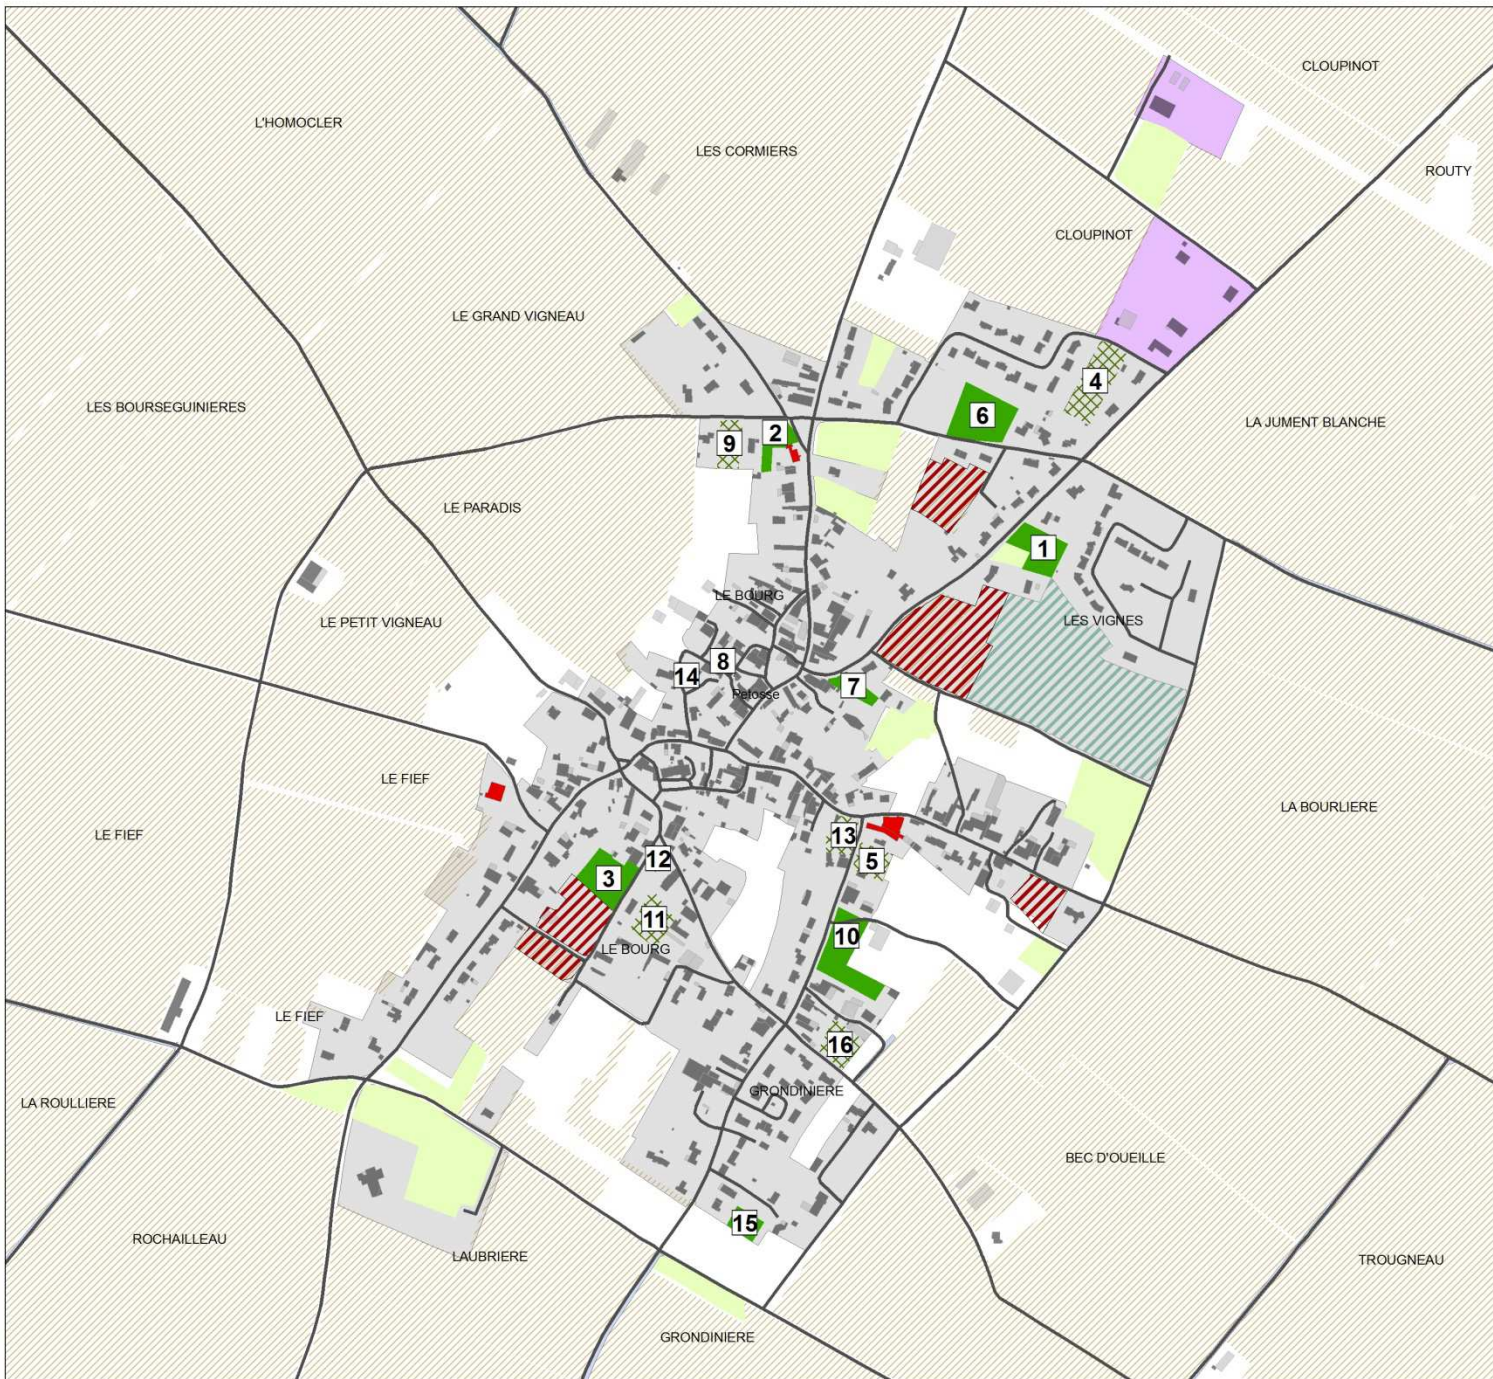 CLOUPINOT
L'HOMOCLER
LES CORMIERS
ROUTY
CLOUPINOT
LE GRAND VIGNEAU
4
LES BOURSEGUINIERES
6
LA JUMENT BLANCHE
2
9
LE PARADIS
1
LE BOURG
LE PETIT VIGNEAU
LES VIGNES
8
14
7
Petosse
LE FIEF
LA BOURLIERE
LE FIEF
13
12
5
3
11
10
LE BOURG
LE FIEF
16
GRONDINIERE
LA ROULLIERE
BEC D'OUEILLE
15
ROCHAILLEAU
LAUBRIERE
TROUGNEAU
GRONDINIERE